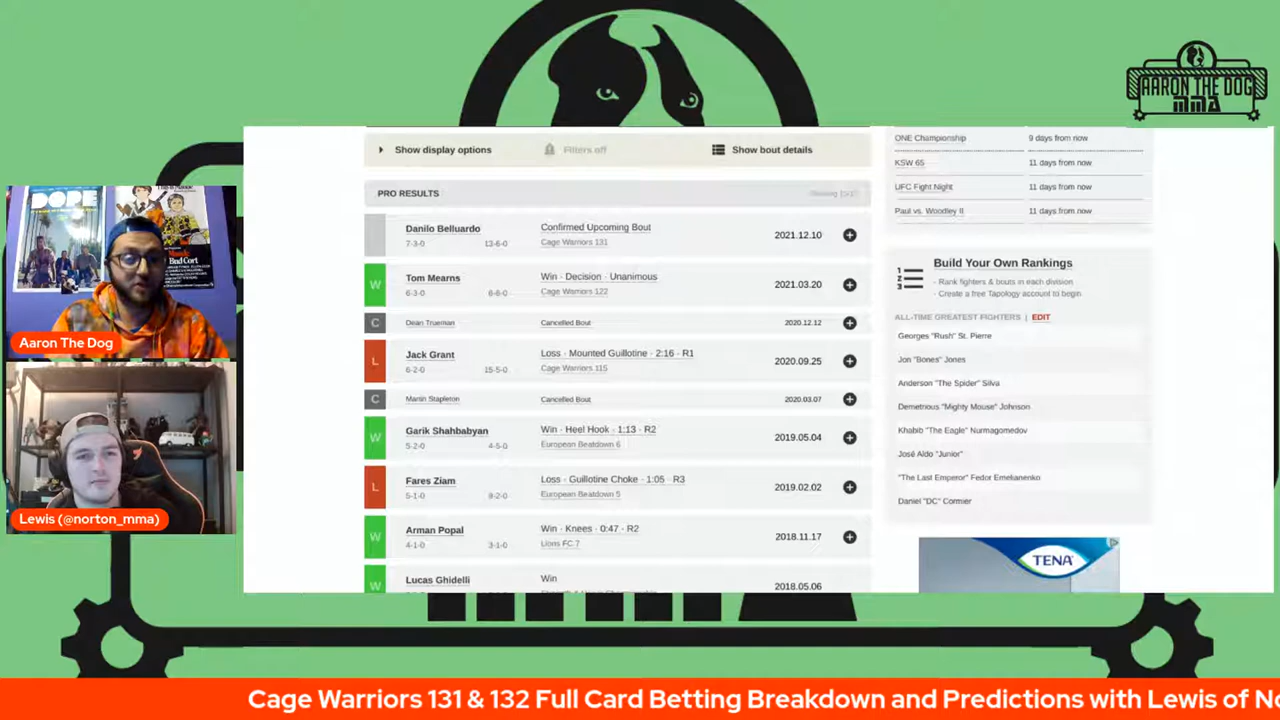 AARON THE DOG
MMA
Show display options
Filters off
Show bout details
PRO RESULTS
Danilo Belluardo
7-3-0
13-6-0
Confirmed Upcoming Bout
Cage Warriors 131
2021.12.10
W
Tom Mearns
6-3-0
6-6-0
Win · Decision · Unanimous
Cage Warriors 122
2021.03.20
C
Dean Trueman
Cancelled Bout
2020.12.12
L
Jack Grant
6-2-0
15-5-0
Loss · Mounted Guillotine · 2:16 · R1
Cage Warriors 115
2020.09.25
C
Martin Stapleton
Cancelled Bout
2020.03.07
W
Garik Shahbabyan
5-2-0
4-5-0
Win · Heel Hook · 1:13 · R2
European Beatdown 6
2019.05.04
L
Fares Ziam
5-1-0
9-2-0
Loss · Guillotine Choke · 1:05 · R3
European Beatdown 5
2019.02.02
W
Arman Popal
4-1-0
3-1-0
Win · Knees · 0:47 · R2
Lions FC 7
2018.11.17
W
Lucas Ghidelli
Win
2018.05.06
ONE Championship
9 days from now
KSW 65
11 days from now
UFC Fight Night
11 days from now
Paul vs. Woodley II
11 days from now
1
2
3
Build Your Own Rankings
- Rank fighters & bouts in each division
- Create a free Tapology account to begin
ALL-TIME GREATEST FIGHTERS | EDIT
Georges "Rush" St. Pierre
Jon "Bones" Jones
Anderson "The Spider" Silva
Demetrious "Mighty Mouse" Johnson
Khabib "The Eagle" Nurmagomedov
José Aldo "Junior"
"The Last Emperor" Fedor Emelianenko
Daniel "DC" Cormier
TENA
DOPE
Bad Cort
Aaron The Dog
Lewis (@norton_mma)
Cage Warriors 131 & 132 Full Card Betting Breakdown and Predictions with Lewis of No